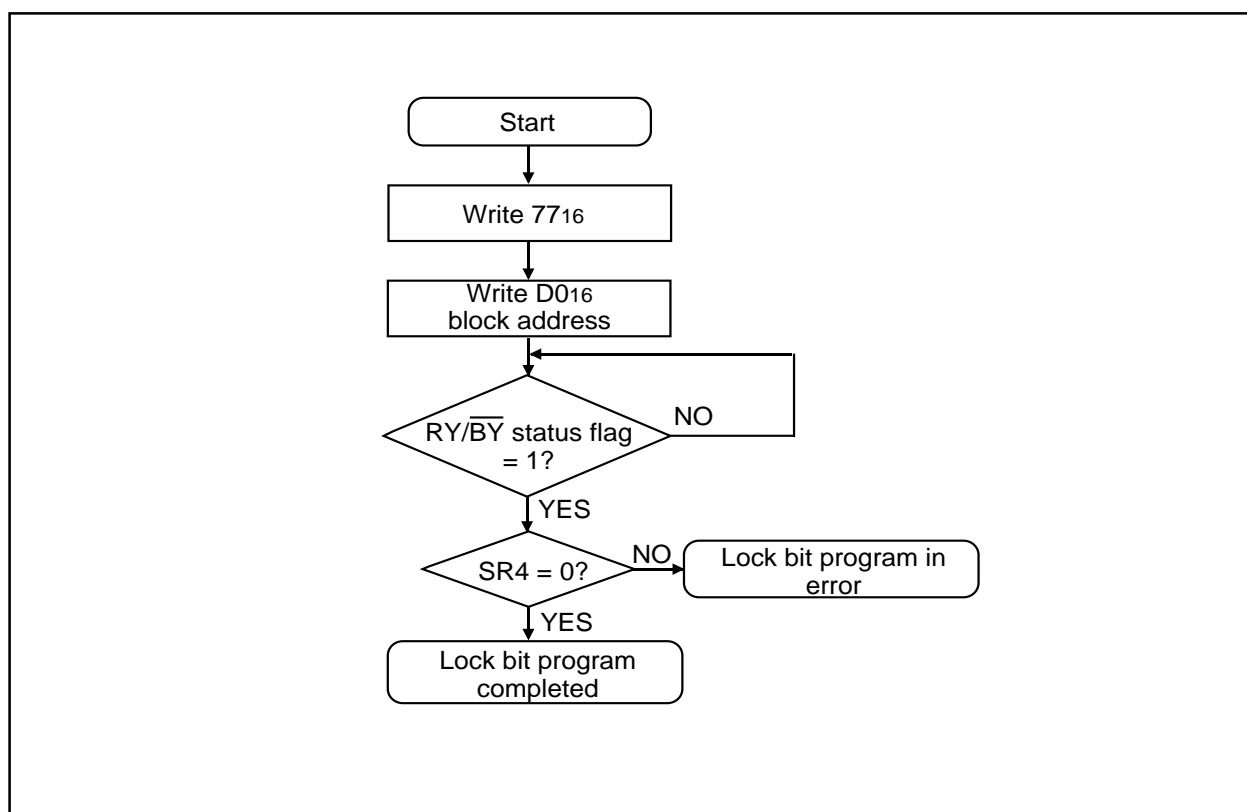 Start
Write 77₁₆
Write D0₁₆
block address
NO
RY/B̅Y̅ status flag
= 1?
YES
SR4 = 0?
NO
Lock bit program in
error
YES
Lock bit program
completed